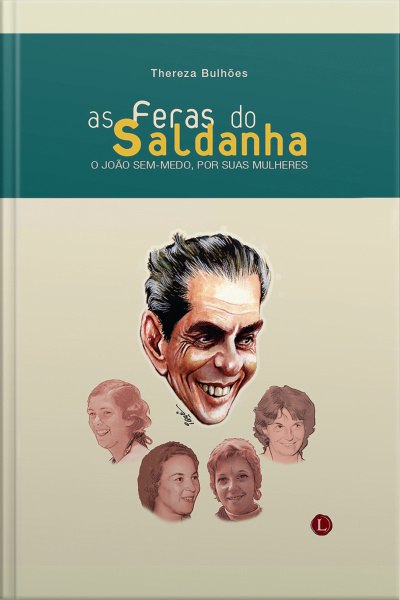 Thereza Bulhões
as Feras do
Saldanha
O JOÃO SEM-MEDO, POR SUAS MULHERES
L